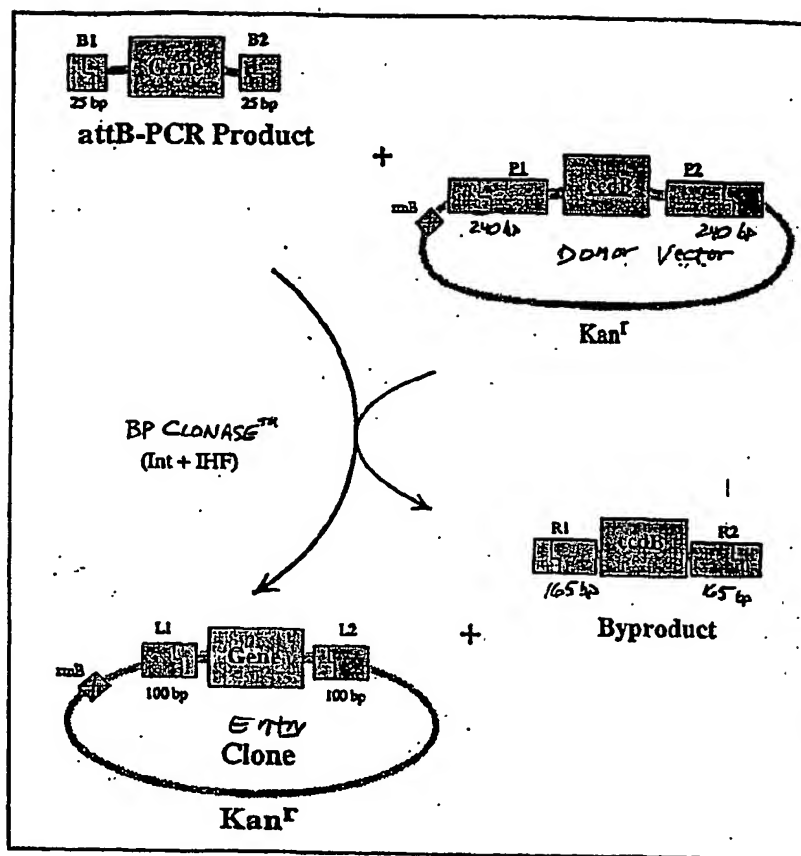 B1 B2
Gene
25 bp 25 bp
attB-PCR Product
+
P1 P2
ccdB
rrnB
240 bp 240 bp
Donor Vector
Kanr
BP CLONASE™
(Int + IHF)
R1 R2
ccdB
165 bp 165 bp
Byproduct
+
L1 L2
Gene
rrnB
100 bp 100 bp
Entry
Clone
Kanr